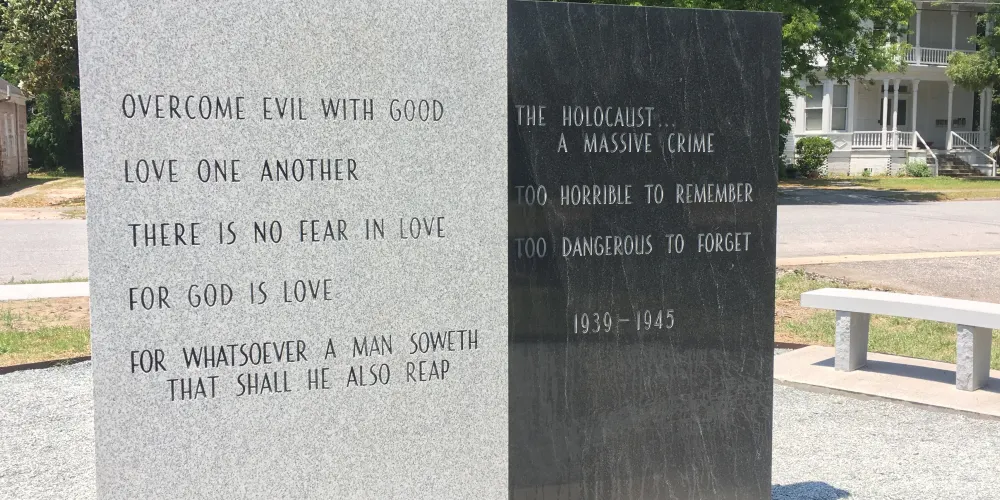 OVERCOME EVIL WITH GOOD
LOVE ONE ANOTHER
THERE IS NO FEAR IN LOVE
FOR GOD IS LOVE
FOR WHATSOEVER A MAN SOWETH
THAT SHALL HE ALSO REAP
THE HOLOCAUST...
A MASSIVE CRIME
TOO HORRIBLE TO REMEMBER
TOO DANGEROUS TO FORGET
1939-1945